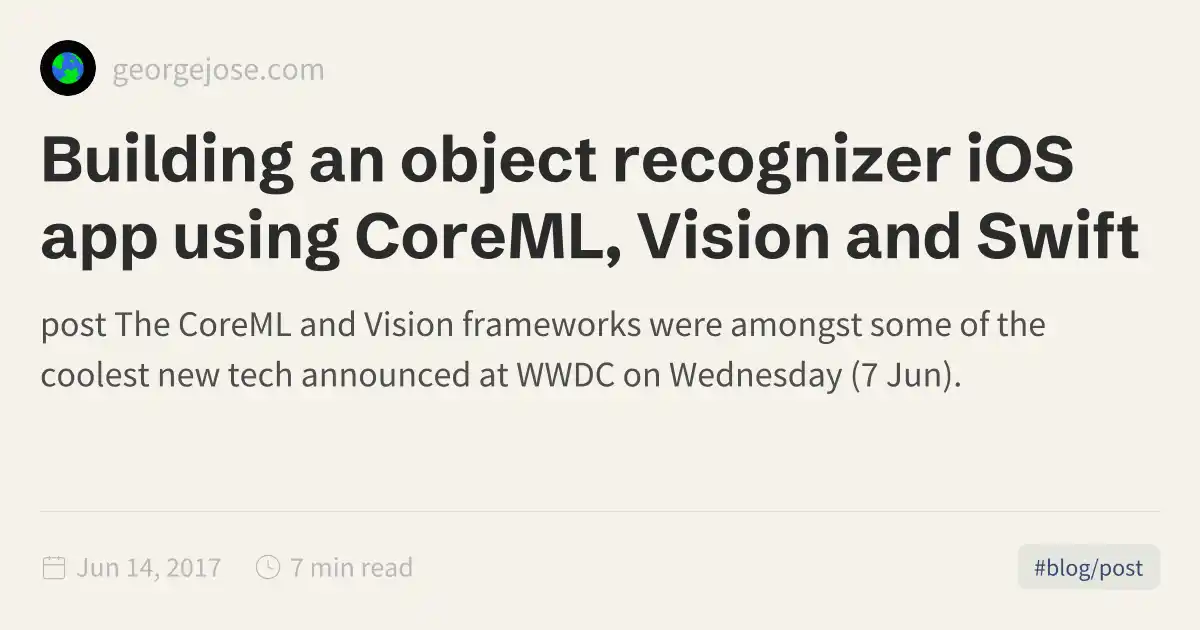 georgejose.com
Building an object recognizer iOS
app using CoreML, Vision and Swift
post The CoreML and Vision frameworks were amongst some of the
coolest new tech announced at WWDC on Wednesday (7 Jun).
Jun 14, 2017 7 min read #blog/post